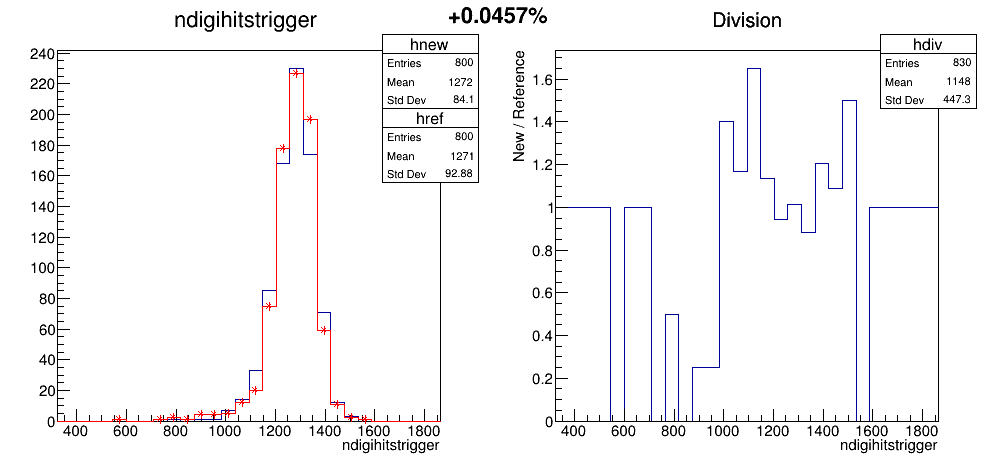 ndigihitstrigger
+0.0457%
Division
hnew
Entries 800
Mean 1272
Std Dev 84.1
href
Entries 800
Mean 1271
Std Dev 92.88
240
220
200
180
160
140
120
100
80
60
40
20
0
400 600 800 1000 1200 1400 1600 1800
ndigihitstrigger
hdiv
Entries 830
Mean 1148
Std Dev 447.3
New / Reference
1.6
1.4
1.2
1
0.8
0.6
0.4
0.2
0
400 600 800 1000 1200 1400 1600 1800
ndigihitstrigger